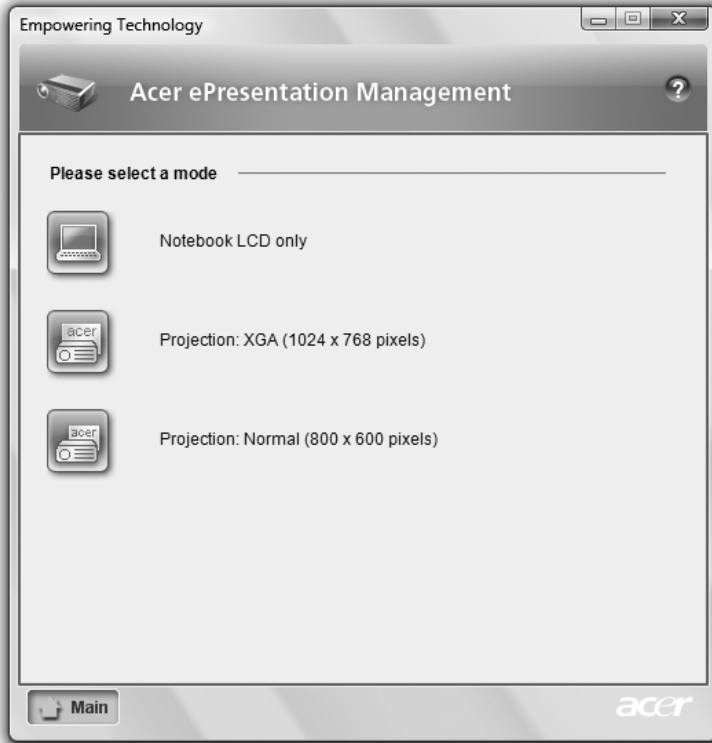 Empowering Technology
Acer ePresentation Management
?
Please select a mode
Notebook LCD only
acer
Projection: XGA (1024 x 768 pixels)
acer
Projection: Normal (800 x 600 pixels)
Main
acer